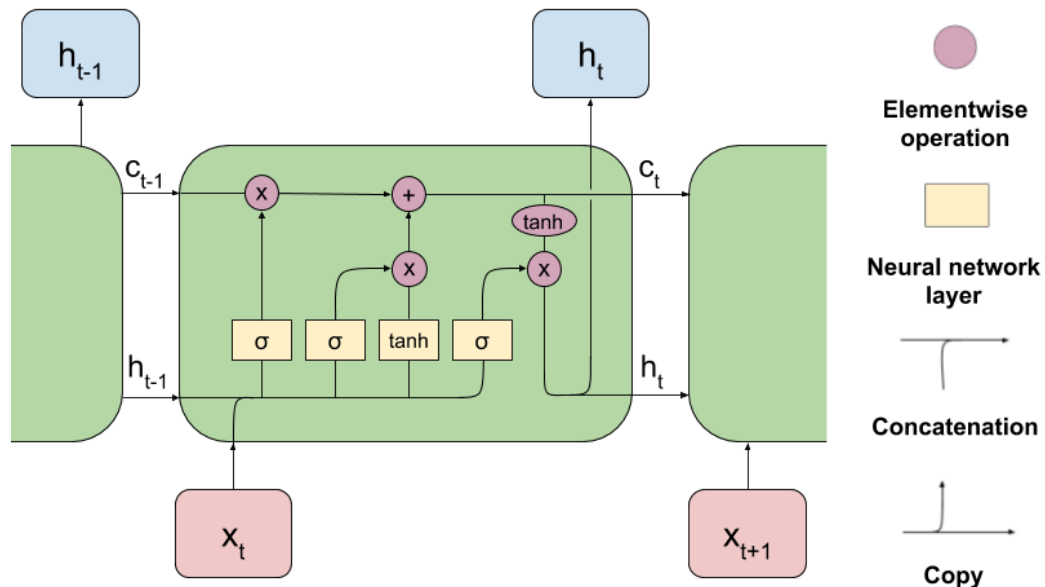 h_{t-1}
h_t
c_{t-1}
x
+
c_t
tanh
x
x
σ
σ
tanh
σ
h_{t-1}
h_t
x_t
x_{t+1}
Elementwise
operation
Neural network
layer
Concatenation
Copy